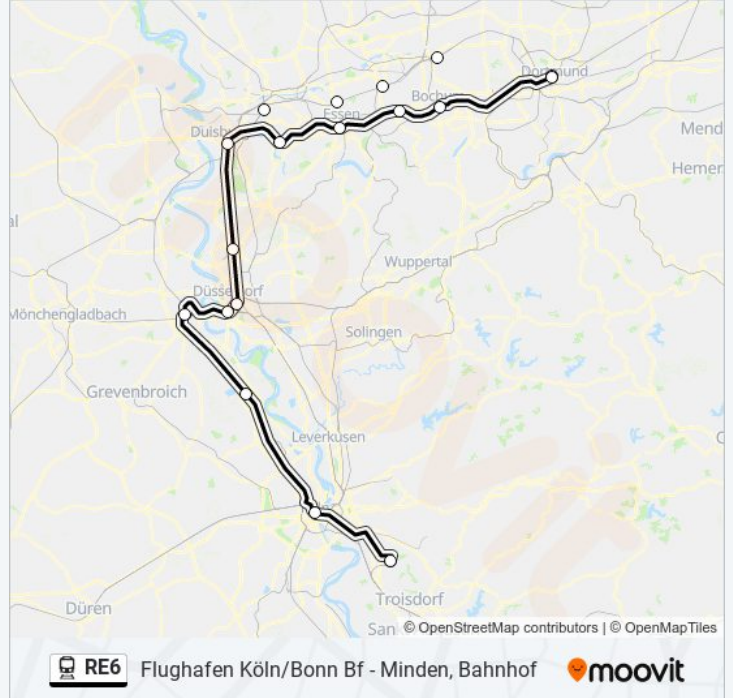 Dortmund
Essen
Bochu
Duisb
Mend
Hemer
al
Wuppertal
Düsseldorf
Mönchengladbach
Solingen
Grevenbroich
Leverkusen
C
Düren
Troisdorf
San
© OpenStreetMap contributors | © OpenMapTiles
RE6 Flughafen Köln/Bonn Bf - Minden, Bahnhof moovit